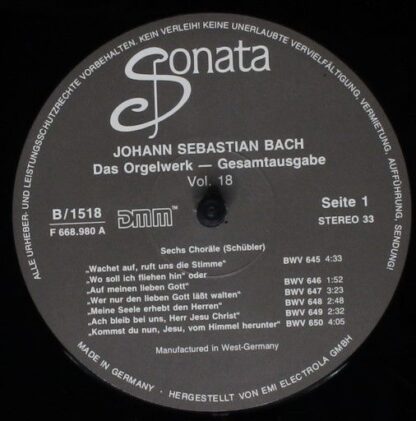 ALLE URHEBER- UND LEISTUNGSSCHUTZRECHTE VORBEHALTEN. KEIN VERLEIH! KEINE UNERLAUBTE VERVIELFÄLTIGUNG, VERMIETUNG, AUFFÜHRUNG, SENDUNG!
Sonata
JOHANN SEBASTIAN BACH
Das Orgelwerk — Gesamtausgabe
Vol. 18
B/1518
F 668.980 A
DMM™
Seite 1
STEREO 33
Sechs Choräle (Schübler)
„Wachet auf, ruft uns die Stimme" BWV 645 4:33
„Wo soll ich fliehen hin" oder
„Auf meinen lieben Gott" BWV 646 1:52
„Wer nur den lieben Gott läßt walten" BWV 647 3:23
„Meine Seele erhebt den Herren" BWV 648 2:48
„Ach bleib bei uns, Herr Jesu Christ" BWV 649 2:32
„Kommst du nun, Jesu, vom Himmel herunter" BWV 650 4:05
Manufactured in West-Germany
MADE IN GERMANY · HERGESTELLT VON EMI ELECTROLA GMBH